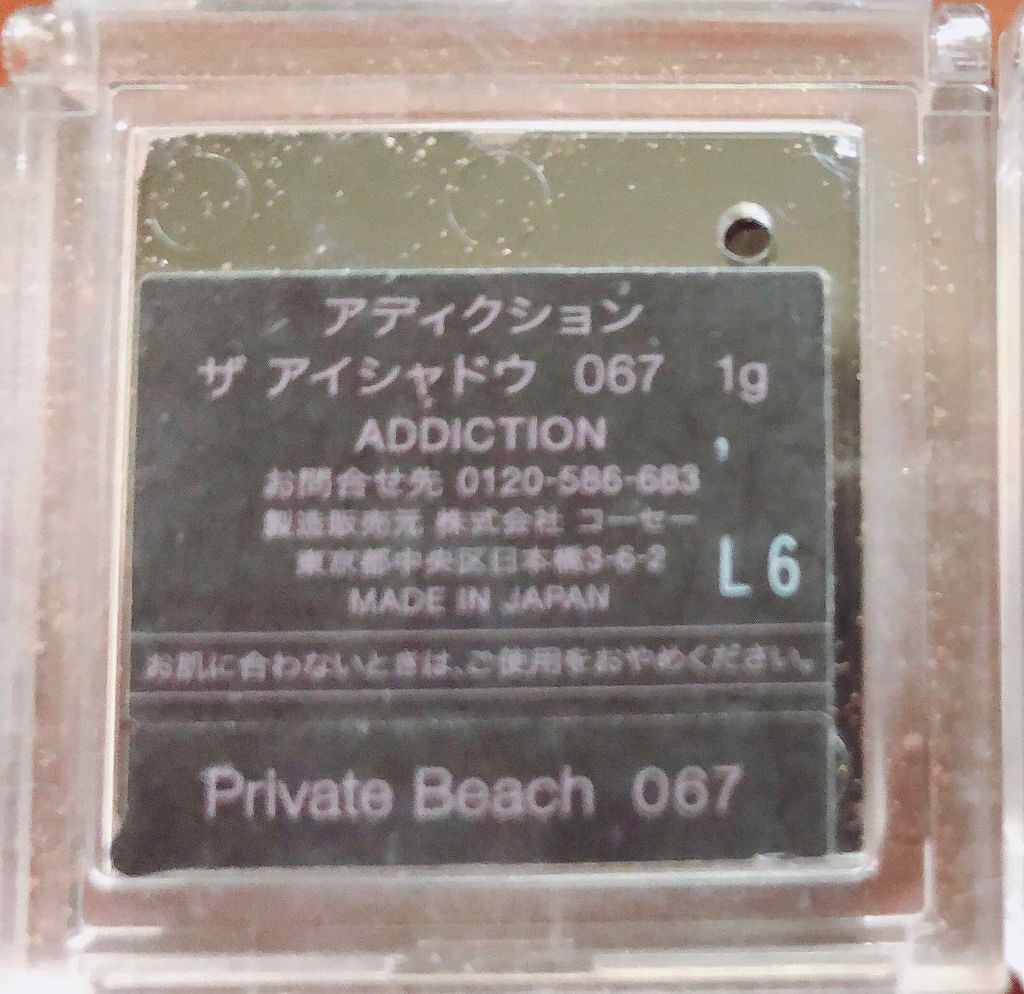 アディクション
ザ アイシャドウ 067 1g
ADDICTION
お問合せ先 0120-586-683
製造販売元 株式会社 コーセー
東京都中央区日本橋3-6-2
L6
MADE IN JAPAN
お肌に合わないときは、ご使用をおやめください。
Private Beach 067